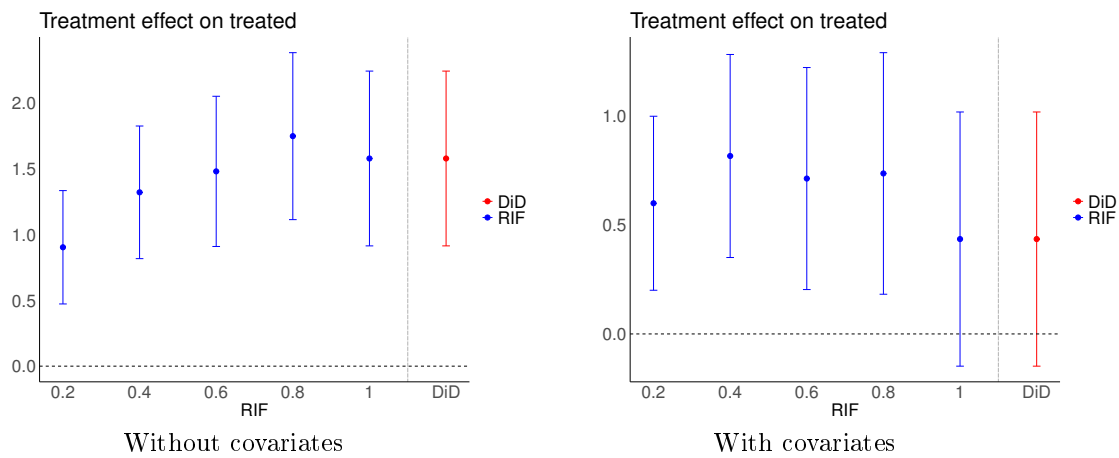 Treatment effect on treated
2.0
1.5
1.0
0.5
0.0
0.2 0.4 0.6 0.8 1 DiD
RIF
DiD
RIF
Without covariates
Treatment effect on treated
1.0
0.5
0.0
0.2 0.4 0.6 0.8 1 DiD
RIF
DiD
RIF
With covariates